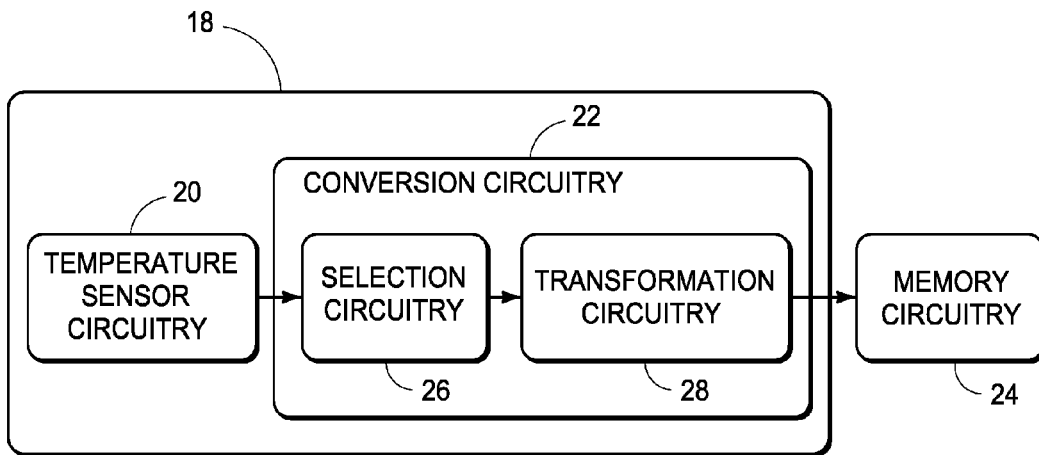 18
22
CONVERSION CIRCUITRY
20
TEMPERATURE
SENSOR
CIRCUITRY
SELECTION
CIRCUITRY
TRANSFORMATION
CIRCUITRY
MEMORY
CIRCUITRY
26
28
24